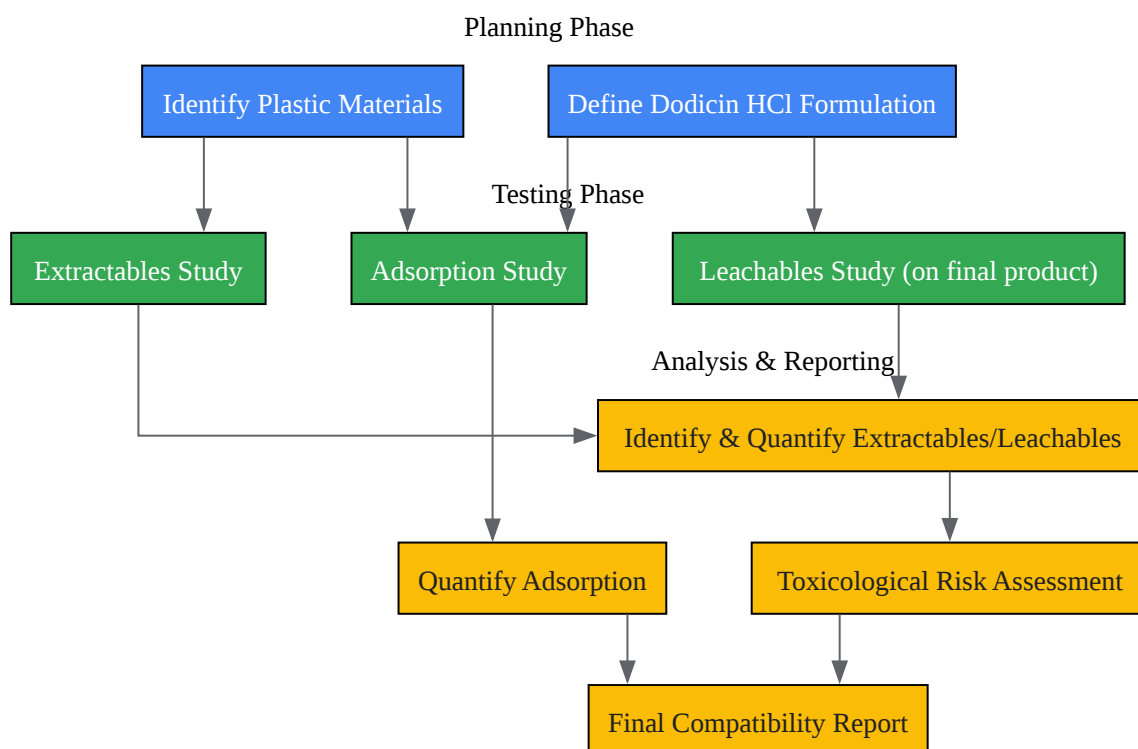 Planning Phase
Identify Plastic Materials
Define Dodicin HCl Formulation
Testing Phase
Extractables Study
Adsorption Study
Leachables Study (on final product)
Analysis & Reporting
Identify & Quantify Extractables/Leachables
Quantify Adsorption
Toxicological Risk Assessment
Final Compatibility Report